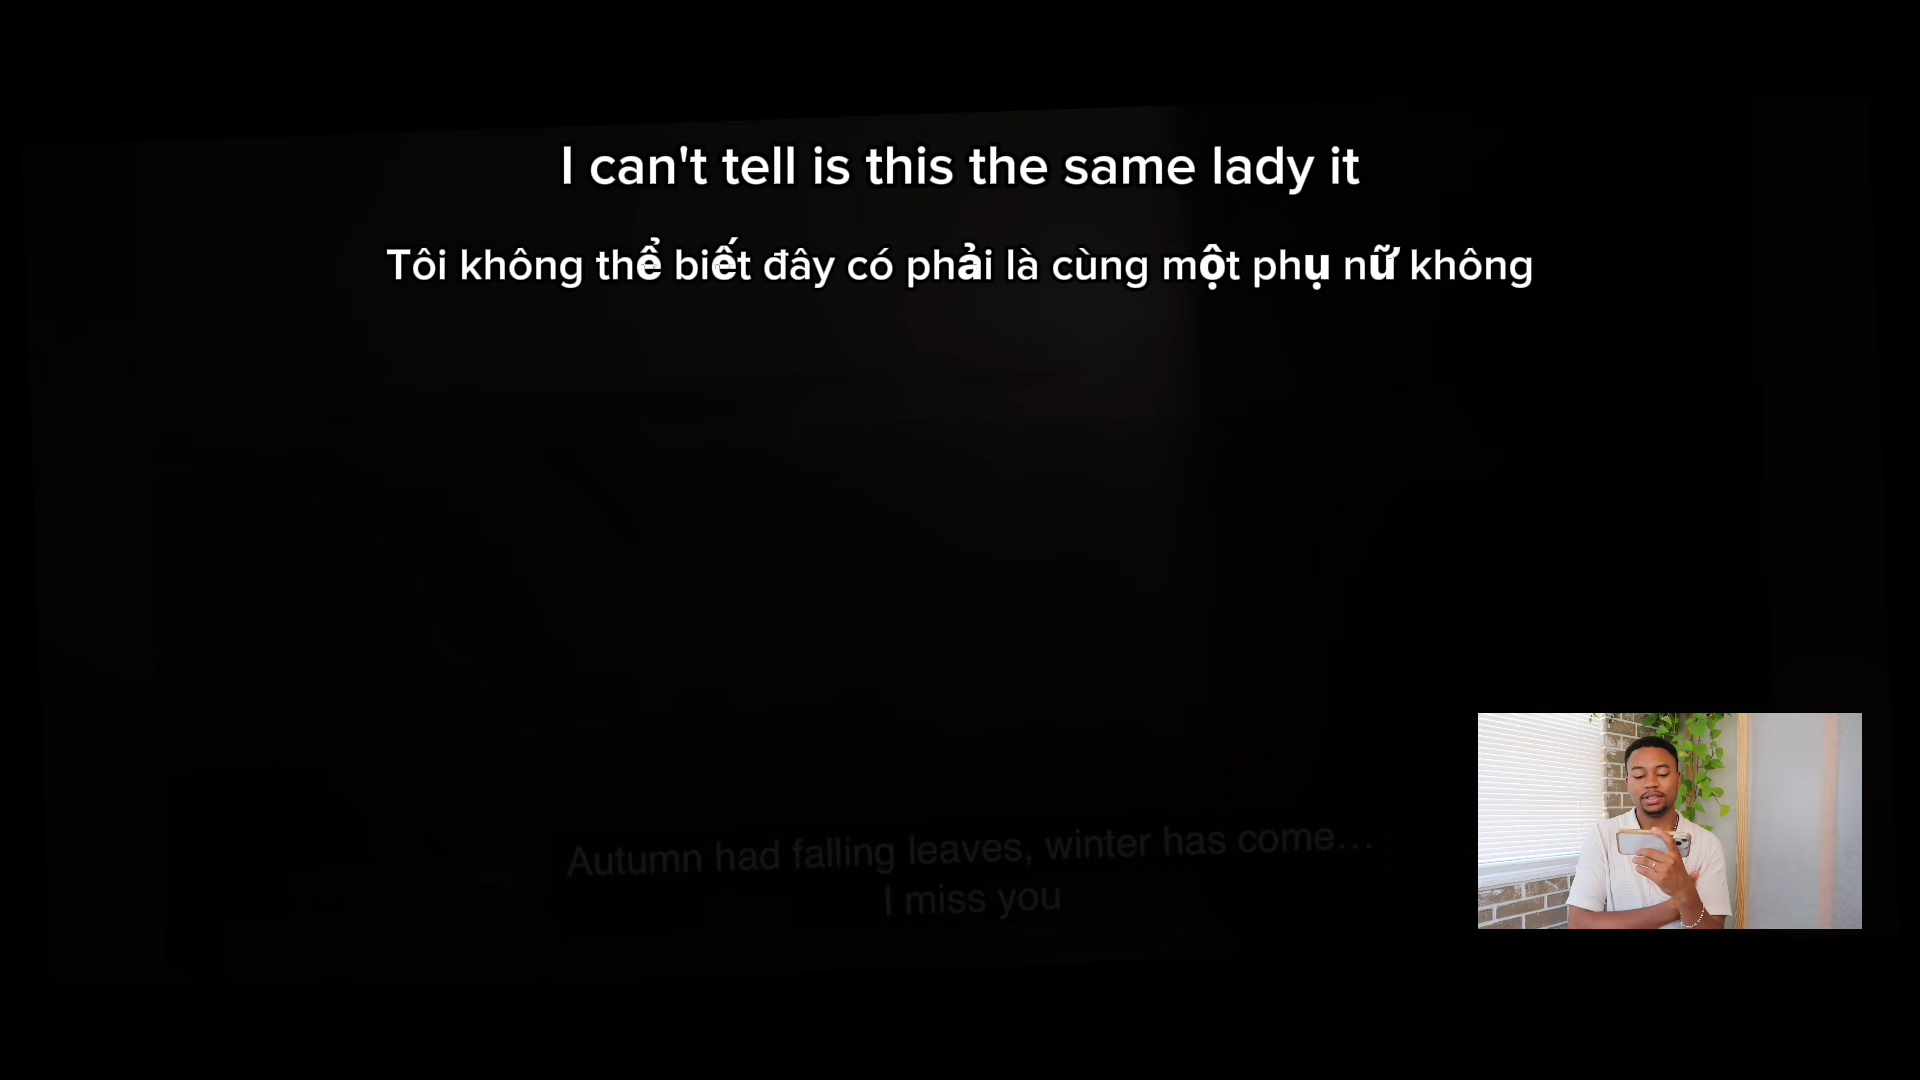 I can't tell is this the same lady it
Tôi không thể biết đây có phải là cùng một phụ nữ không
Autumn had falling leaves, winter has come...
I miss you